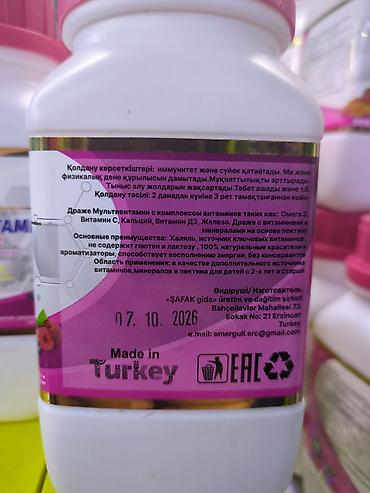 Қолдану көрсеткіштері: иммунитет және сүйек қатайтады. Ми және
физикалық дене құрылысын дамытады. Мұқияттылықты арттырады.
Тыныс алу жолдарын жақсартады. Тәбет ашады және т.б.
Қолдану тәсілі: 2 данадан күніне 3 рет тамақтанғаннан кейін.
Драже Мультивитамин с комплексом витаминов таких как: Омега 3,
Витамин С, Кальций, Витамин Д3, Железо. Драже с витаминами и
минералами на основе пектина
Основные преимущества: Халяль, источник ключевых витаминов,
не содержит глютен и лактозу, 100% натуральные красители и
ароматизаторы, способствует восполнению энергии, без консервантов
Область применения: в качестве дополнительного источника
витаминов, минералов и пектина для детей с 2-х лет и старше
Өндіруші/ Изготовитель:
«ŞAFAK gida» üretim ve dağitim şirketi
Bahçelievler Mahallesi 73.
Sokak No: 21 Erzincan
Turkey.
e.mail: omergull.erc@gmail.com
07. 10. 2026
Made in
Turkey
EAC